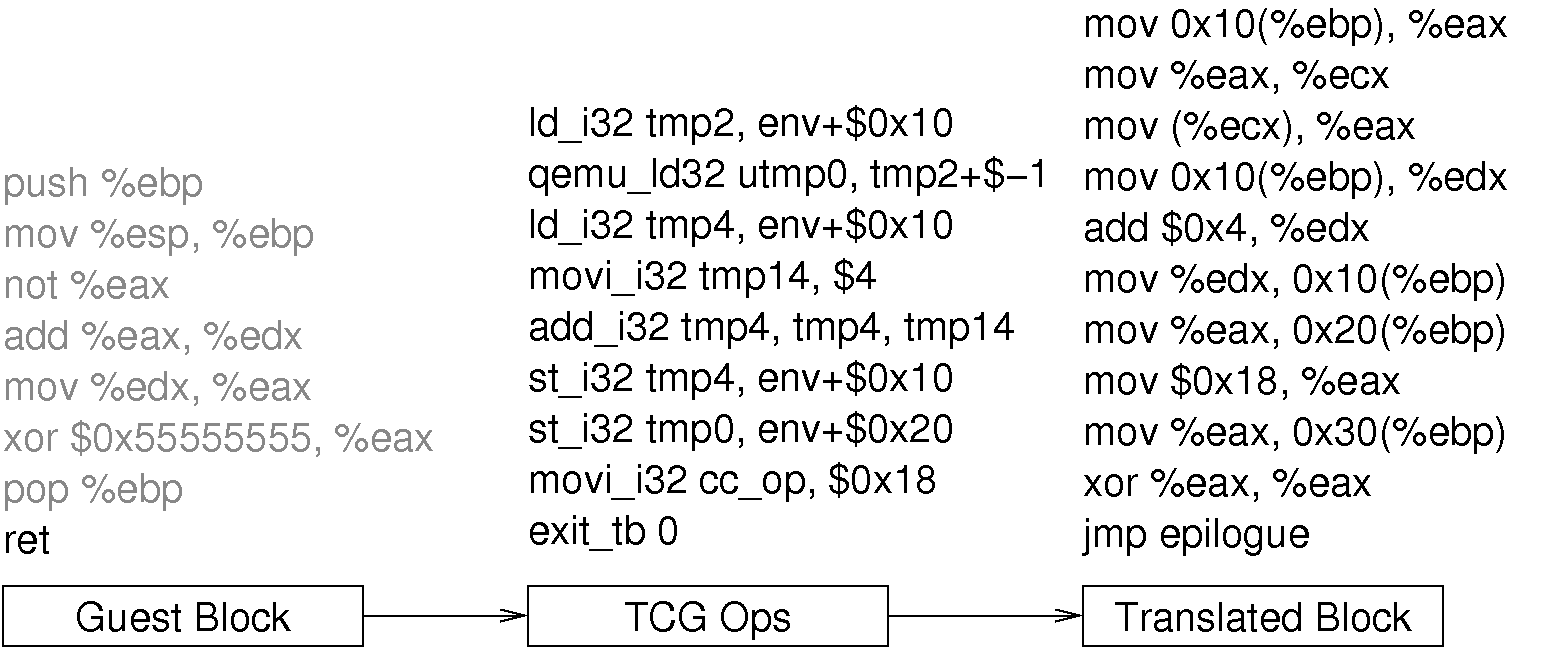 push %ebp
mov %esp, %ebp
not %eax
add %eax, %edx
mov %edx, %eax
xor $0x55555555, %eax
pop %ebp
ret
Guest Block
ld_i32 tmp2, env+$0x10
qemu_ld32 utmp0, tmp2+$−1
ld_i32 tmp4, env+$0x10
movi_i32 tmp14, $4
add_i32 tmp4, tmp4, tmp14
st_i32 tmp4, env+$0x10
st_i32 tmp0, env+$0x20
movi_i32 cc_op, $0x18
exit_tb 0
TCG Ops
mov 0x10(%ebp), %eax
mov %eax, %ecx
mov (%ecx), %eax
mov 0x10(%ebp), %edx
add $0x4, %edx
mov %edx, 0x10(%ebp)
mov %eax, 0x20(%ebp)
mov $0x18, %eax
mov %eax, 0x30(%ebp)
xor %eax, %eax
jmp epilogue
Translated Block